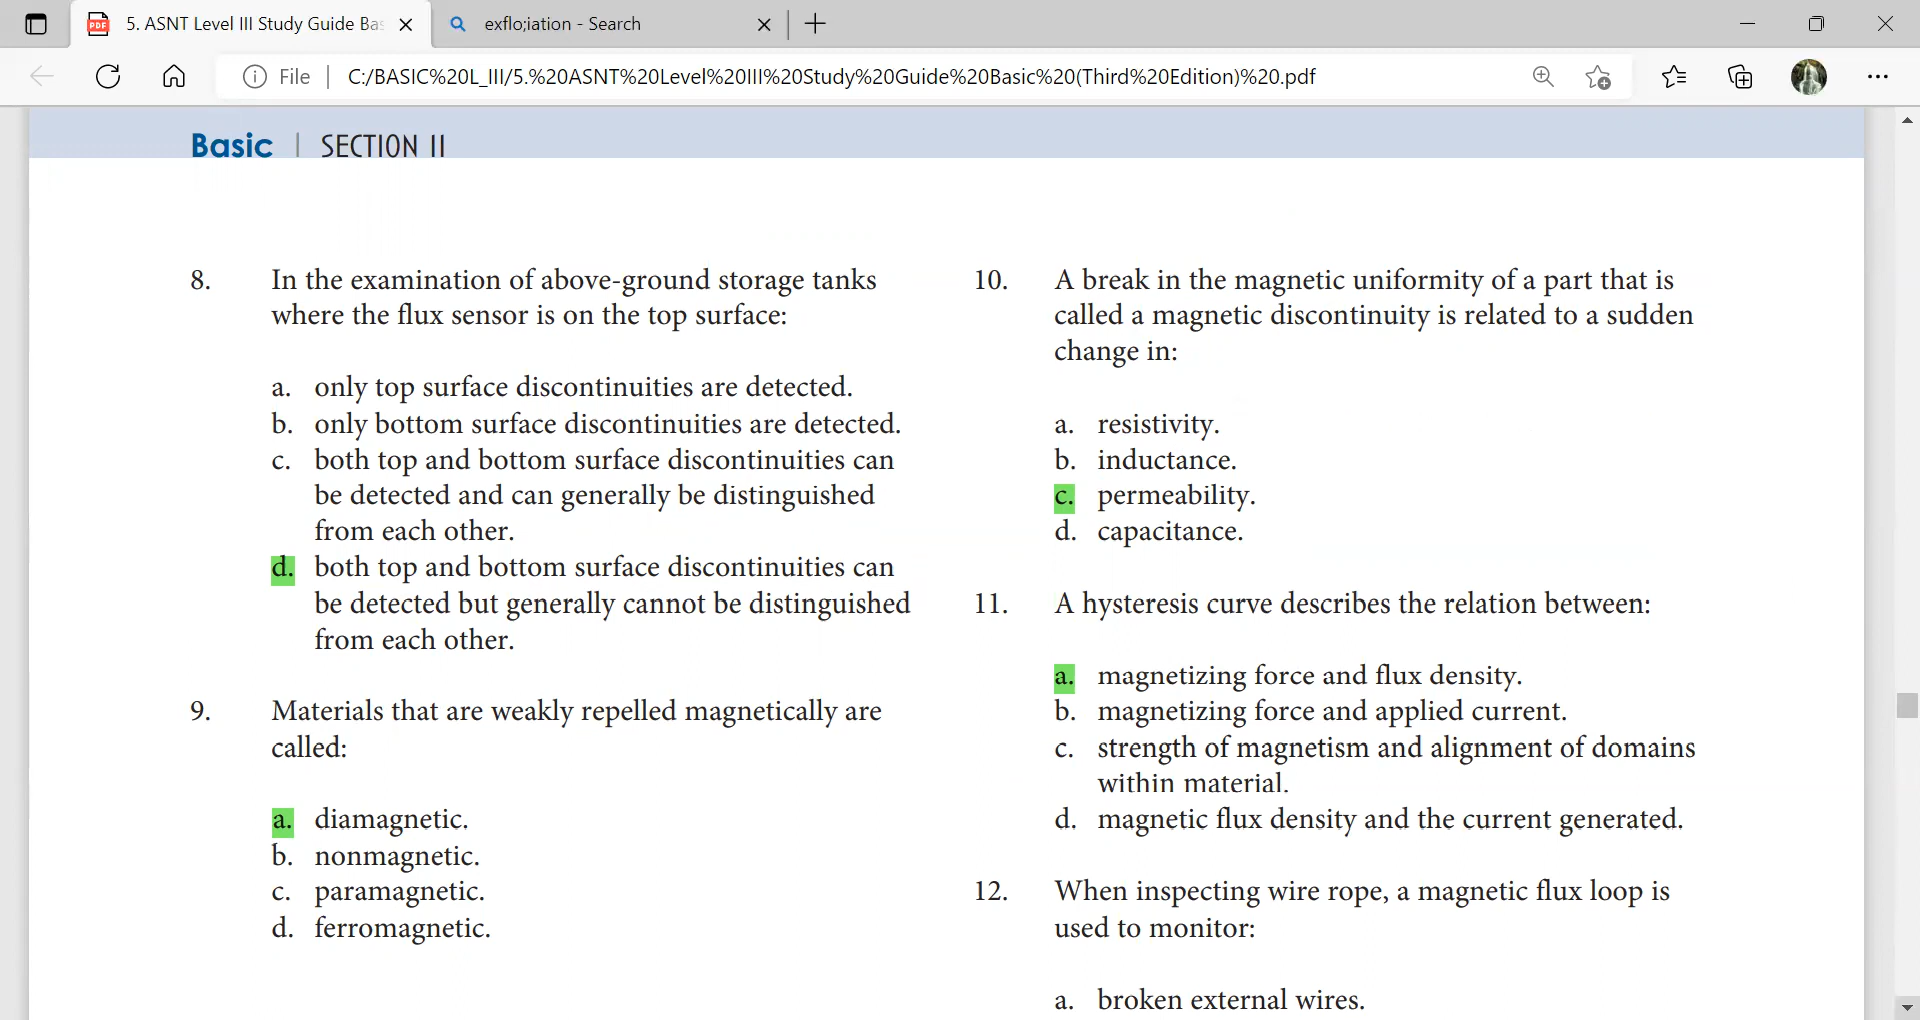 5. ASNT Level III Study Guide Bas
exflo;iation - Search
File
C:/BASIC%20L_III/5.%20ASNT%20Level%20III%20Study%20Guide%20Basic%20(Third%20Edition)%20.pdf
Basic | SECTION II
8. In the examination of above-ground storage tanks
where the flux sensor is on the top surface:
a. only top surface discontinuities are detected.
b. only bottom surface discontinuities are detected.
c. both top and bottom surface discontinuities can
be detected and can generally be distinguished
from each other.
d. both top and bottom surface discontinuities can
be detected but generally cannot be distinguished
from each other.
9. Materials that are weakly repelled magnetically are
called:
a. diamagnetic.
b. nonmagnetic.
c. paramagnetic.
d. ferromagnetic.
10. A break in the magnetic uniformity of a part that is
called a magnetic discontinuity is related to a sudden
change in:
a. resistivity.
b. inductance.
c. permeability.
d. capacitance.
11. A hysteresis curve describes the relation between:
a. magnetizing force and flux density.
b. magnetizing force and applied current.
c. strength of magnetism and alignment of domains
within material.
d. magnetic flux density and the current generated.
12. When inspecting wire rope, a magnetic flux loop is
used to monitor:
a. broken external wires.